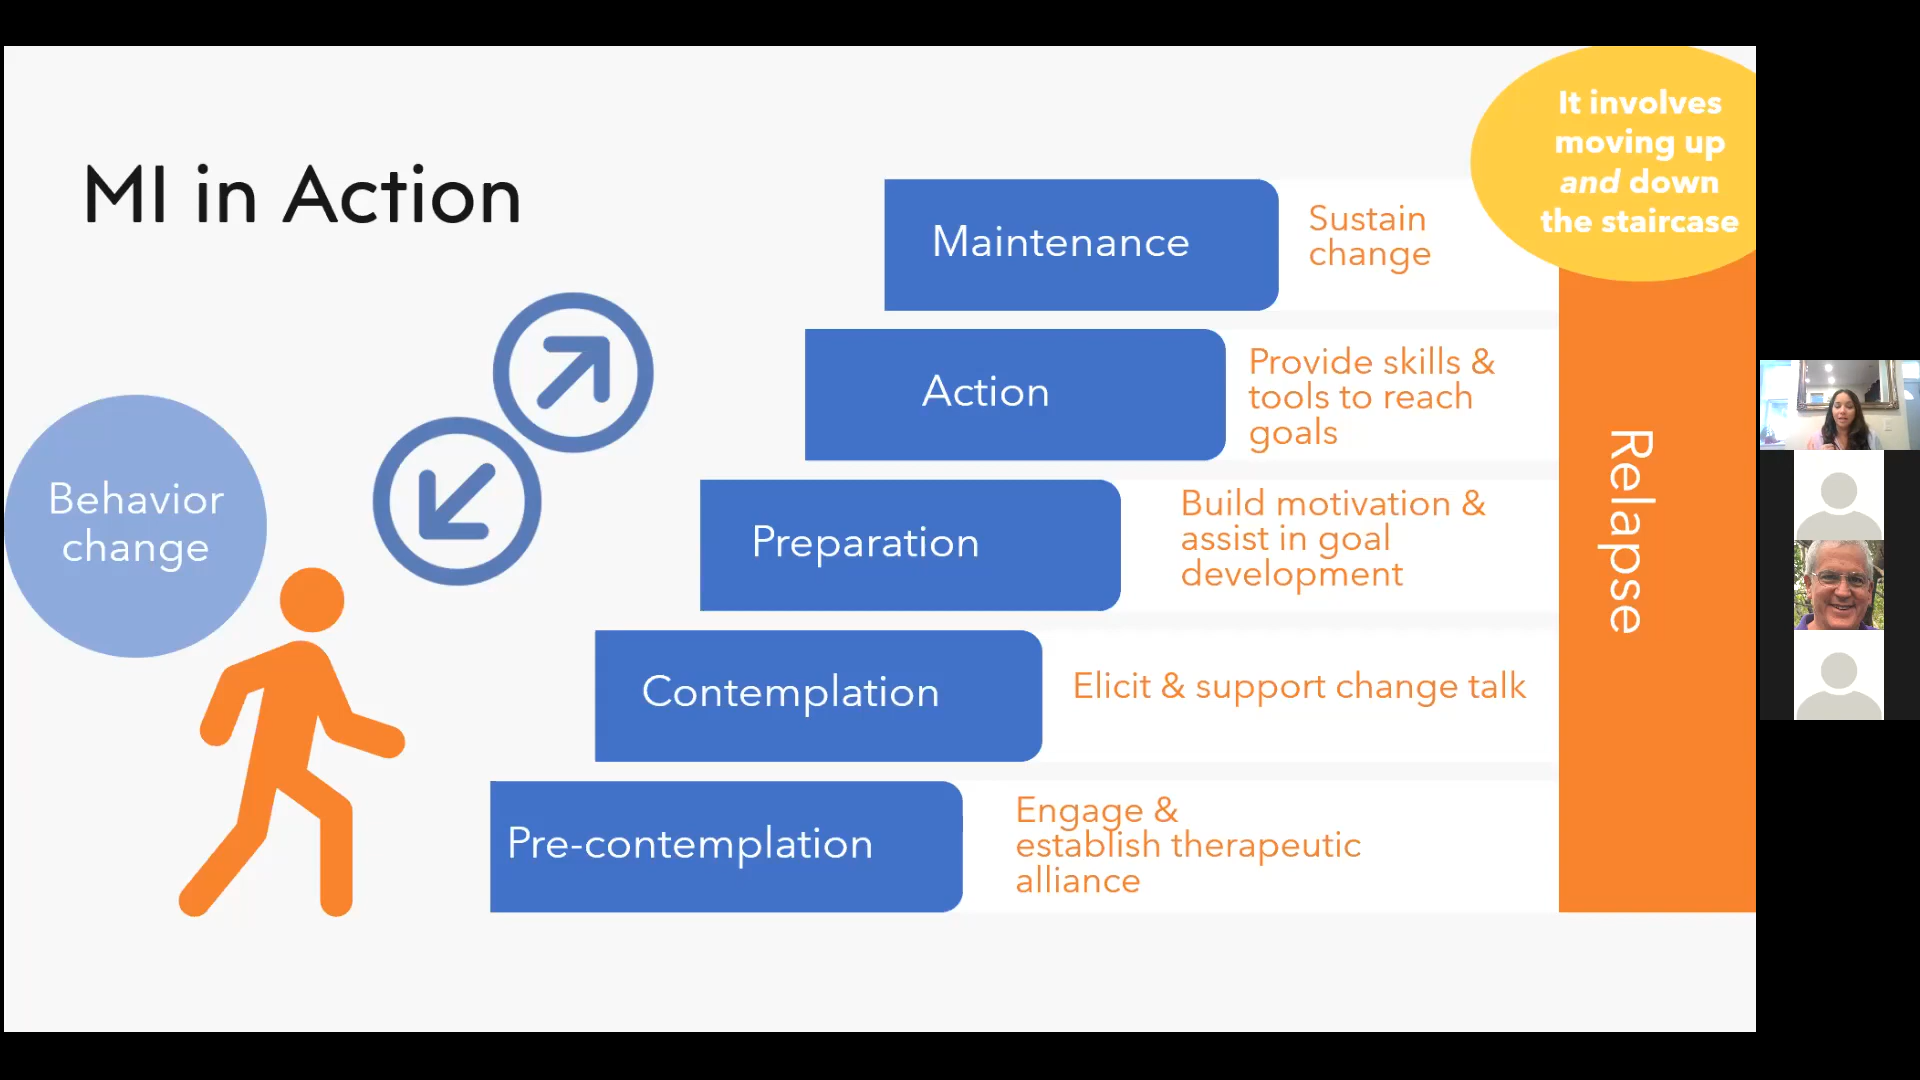 MI in Action
It involves
moving up
and down
the staircase
Behavior
change
Maintenance
Sustain
change
Action
Provide skills &
tools to reach
goals
Preparation
Build motivation &
assist in goal
development
Contemplation
Elicit & support change talk
Pre-contemplation
Engage &
establish therapeutic
alliance
Relapse